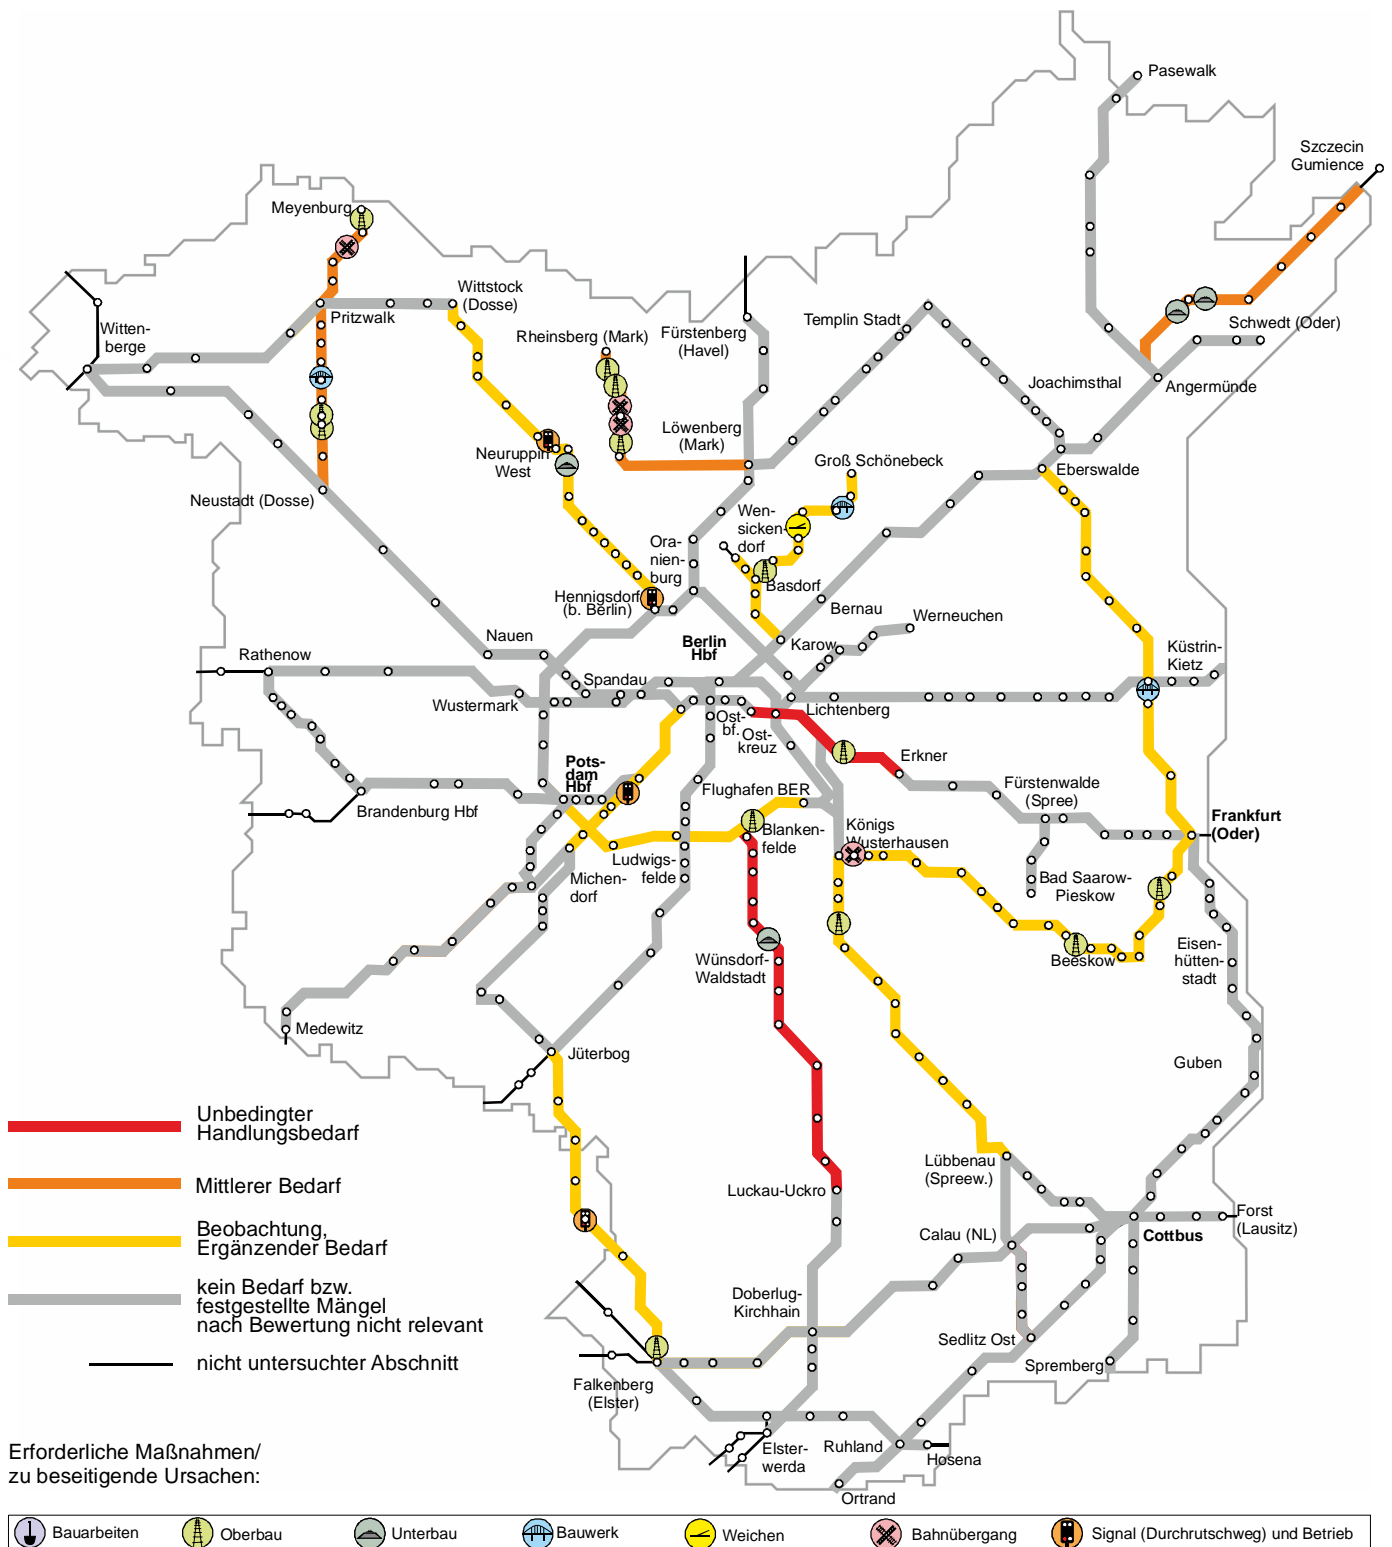 Pasewalk
Szczecin
Gumience
Meyenburg
Wittstock
(Dosse)
Pritzwalk
Witten-
berge
Rheinsberg (Mark)
Fürstenberg
(Havel)
Templin Stadt
Schwedt (Oder)
Joachimsthal
Angermünde
Löwenberg
(Mark)
Neuruppin
West
Groß Schönebeck
Eberswalde
Neustadt (Dosse)
Wen-
sicken-
dorf
Ora-
nien-
burg
Basdorf
Hennigsdorf
(b. Berlin)
Bernau
Werneuchen
Nauen
Berlin
Hbf
Karow
Küstrin-
Kietz
Rathenow
Spandau
Wustermark
Lichtenberg
Ost-
bf.
Ost-
kreuz
Erkner
Pots-
dam
Hbf
Flughafen BER
Fürstenwalde
(Spree)
Brandenburg Hbf
Frankfurt
(Oder)
Blanken-
felde
Königs
Wusterhausen
Ludwigs-
felde
Michen-
dorf
Bad Saarow-
Pieskow
Wünsdorf-
Waldstadt
Beeskow
Eisen-
hütten-
stadt
Medewitz
Jüterbog
Guben
Unbedingter
Handlungsbedarf
Mittlerer Bedarf
Beobachtung,
Ergänzender Bedarf
kein Bedarf bzw.
festgestellte Mängel
nach Bewertung nicht relevant
nicht untersuchter Abschnitt
Lübbenau
(Spreew.)
Luckau-Uckro
Forst
(Lausitz)
Calau (NL)
Cottbus
Doberlug-
Kirchhain
Sedlitz Ost
Spremberg
Falkenberg
(Elster)
Elster-
werda
Ruhland
Hosena
Ortrand
Erforderliche Maßnahmen/
zu beseitigende Ursachen:
Bauarbeiten Oberbau Unterbau Bauwerk Weichen Bahnübergang Signal (Durchrutschweg) und Betrieb